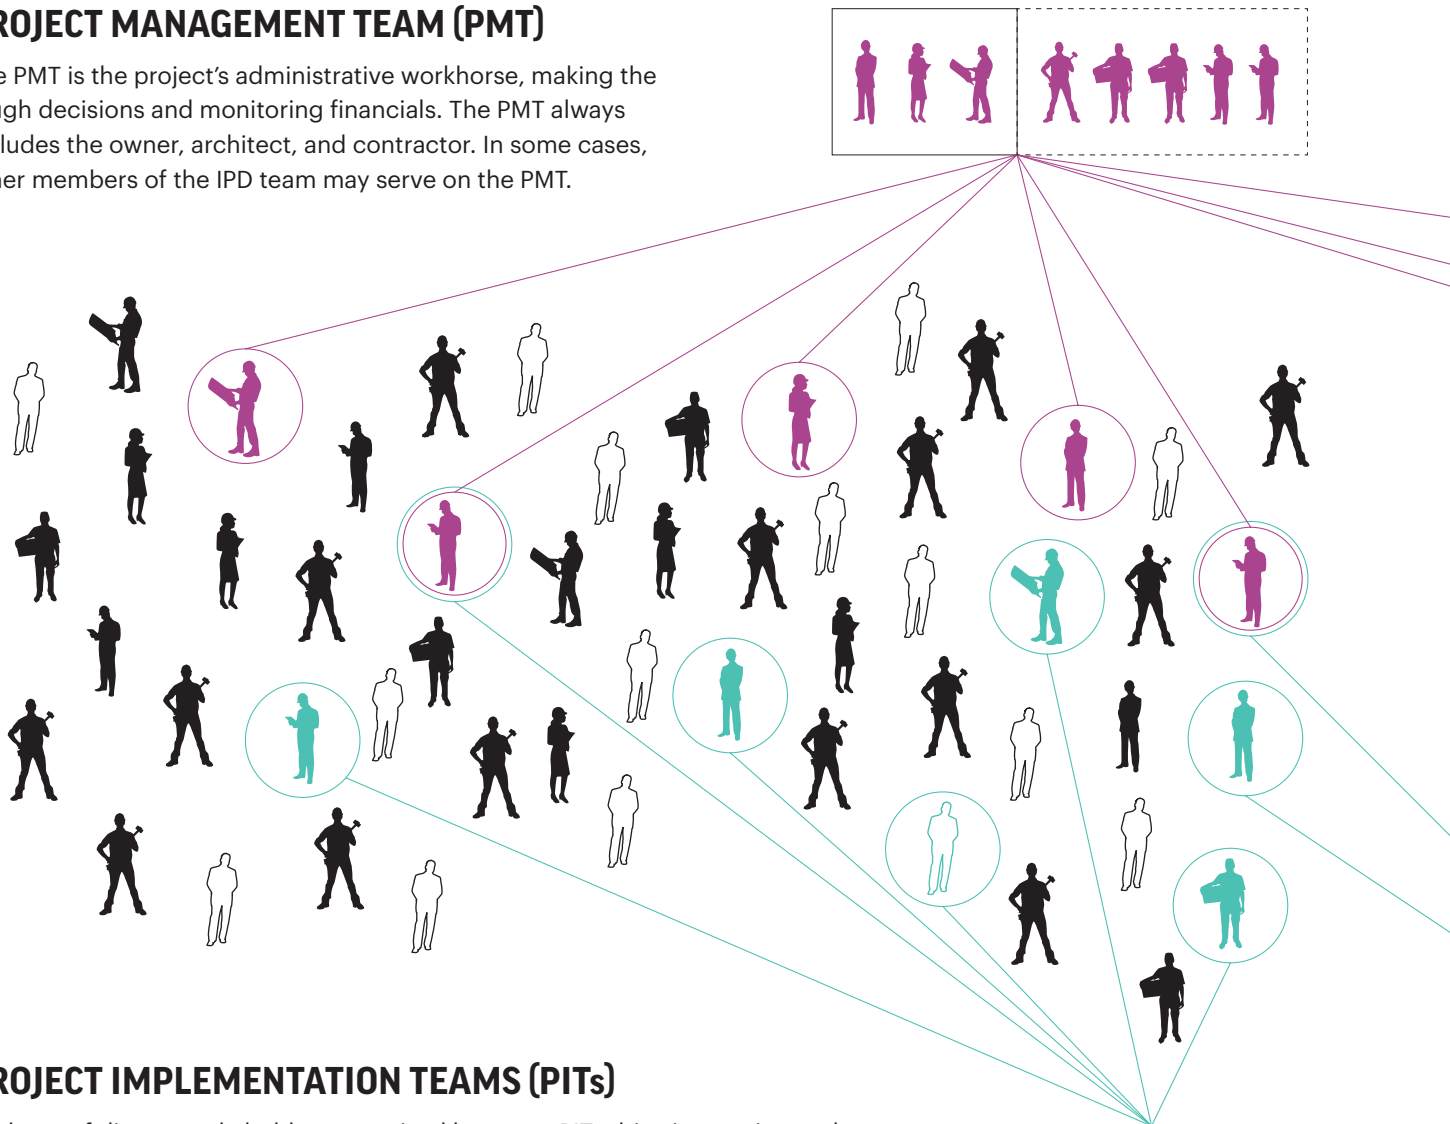 ROJECT MANAGEMENT TEAM (PMT)
e PMT is the project’s administrative workhorse, making the
ugh decisions and monitoring financials. The PMT always
ludes the owner, architect, and contractor. In some cases,
er members of the IPD team may serve on the PMT.
ROJECT IMPLEMENTATION TEAMS (PITs)